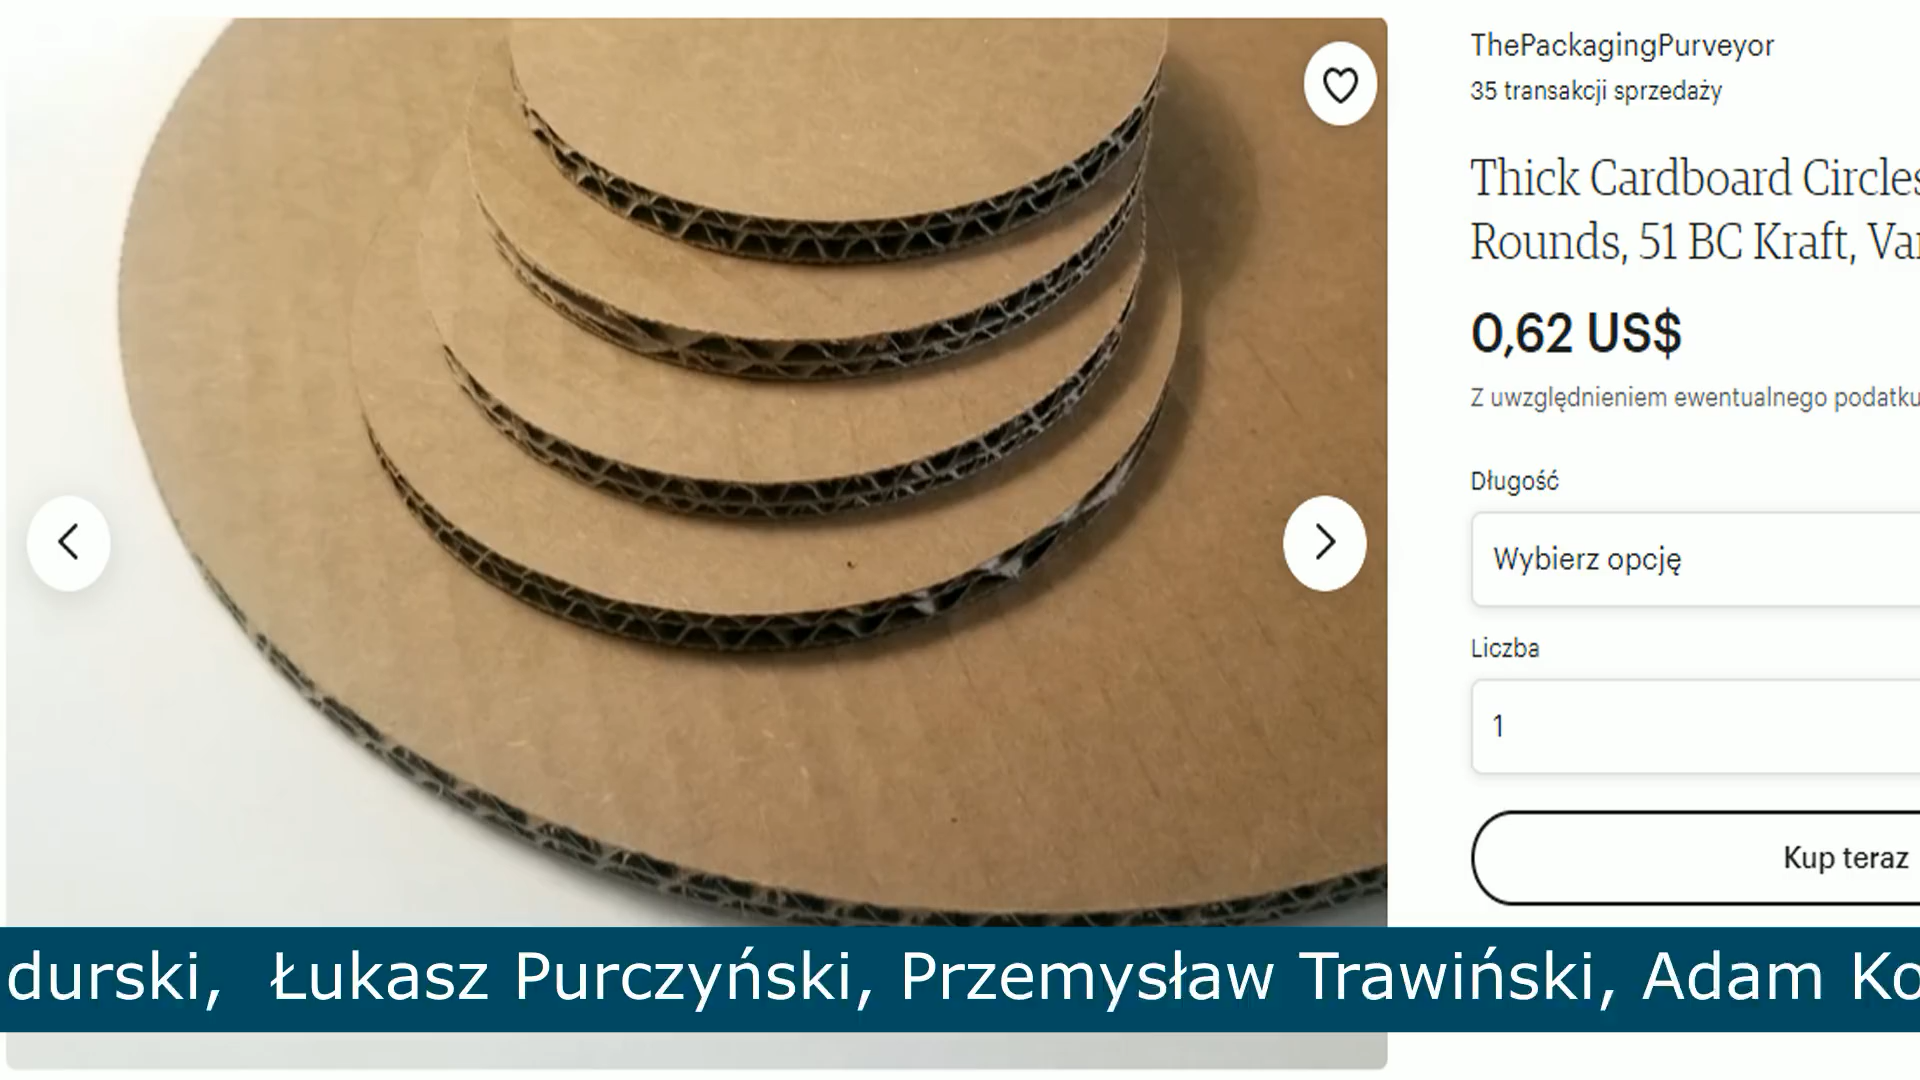 ThePackagingPurveyor
35 transakcji sprzedaży
Thick Cardboard Circles
Rounds, 51 BC Kraft, Var
0,62 US$
Z uwzględnieniem ewentualnego podatku
Długość
Wybierz opcję
Liczba
1
Kup teraz
durski, Łukasz Purczyński, Przemysław Trawiński, Adam Ko